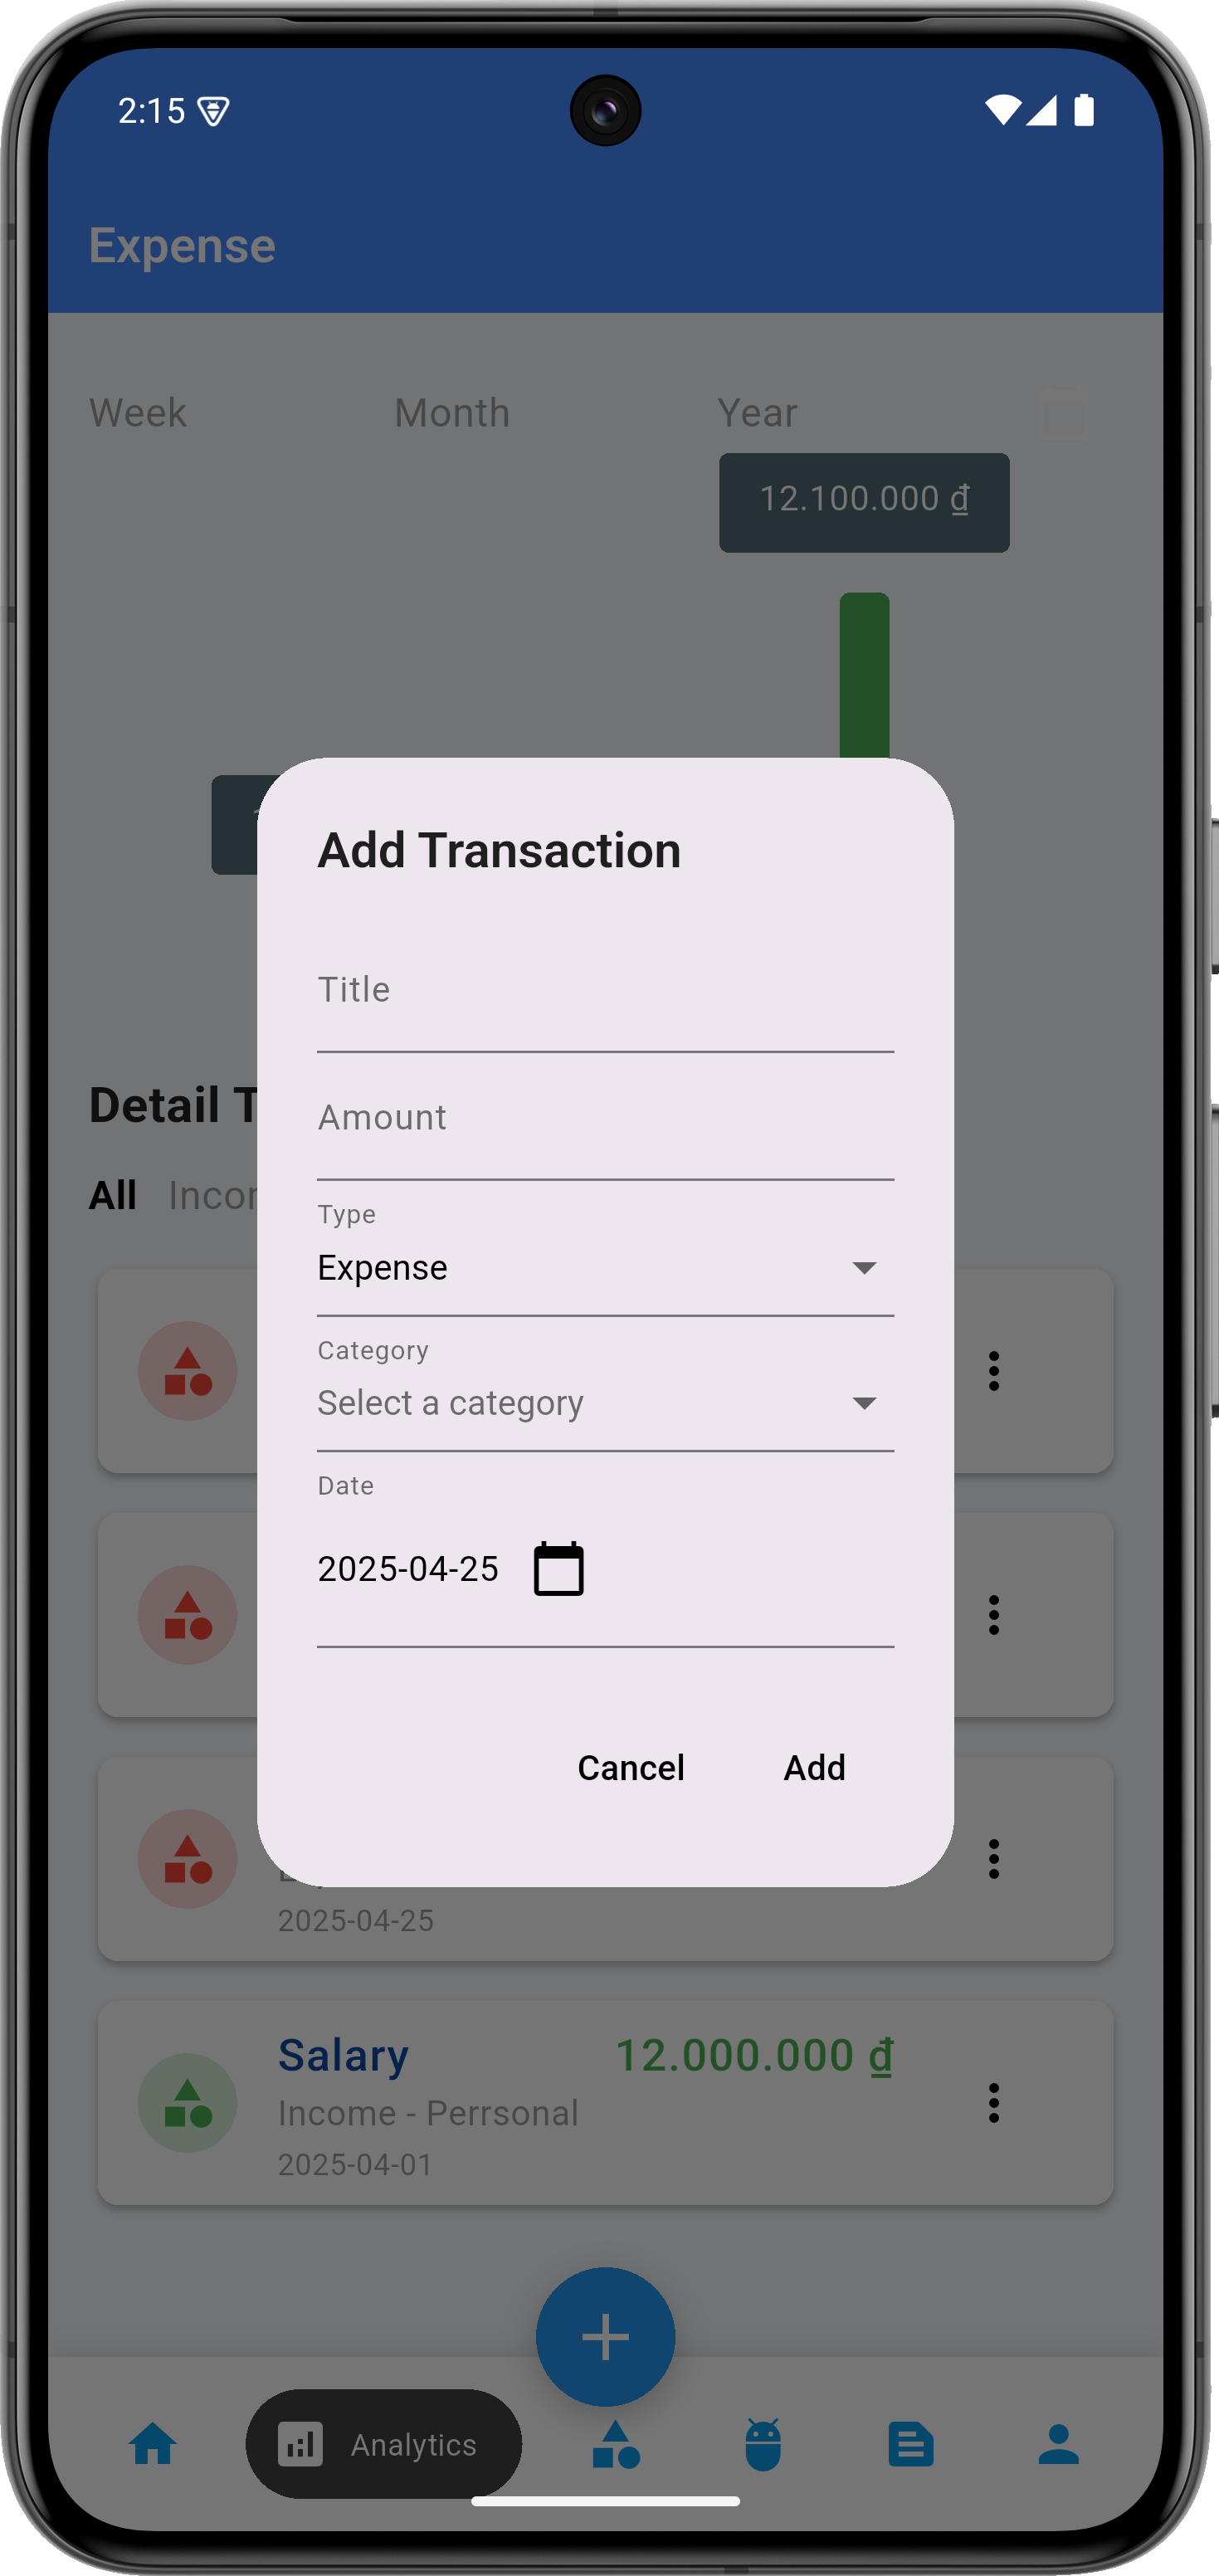 2:15
Expense
Week Month Year
12.100.000 ₫
Add Transaction
Title
Amount
Detail
Type
All
Expense
Category
Select a category
Date
2025-04-25
Cancel Add
2025-04-25
Salary 12.000.000 ₫
Income - Perrsonal
2025-04-01
Analytics